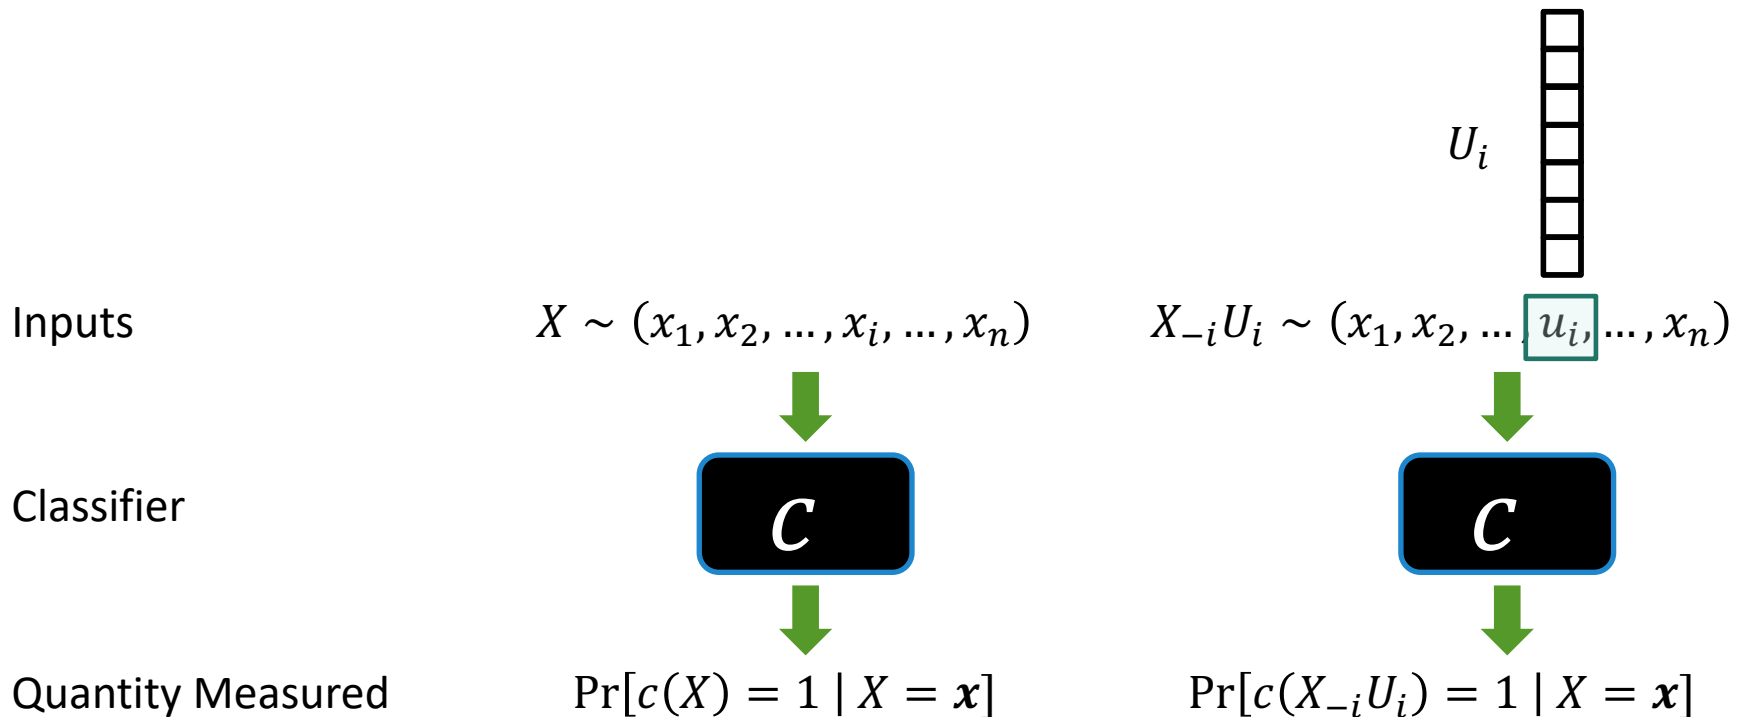 U_i
Inputs X ~ (x_1, x_2, …, x_i, …, x_n) X_{-i}U_i ~ (x_1, x_2, …, u_i, …, x_n)
Classifier c c
Quantity Measured Pr[c(X) = 1 | X = x] Pr[c(X_{-i}U_i) = 1 | X = x]